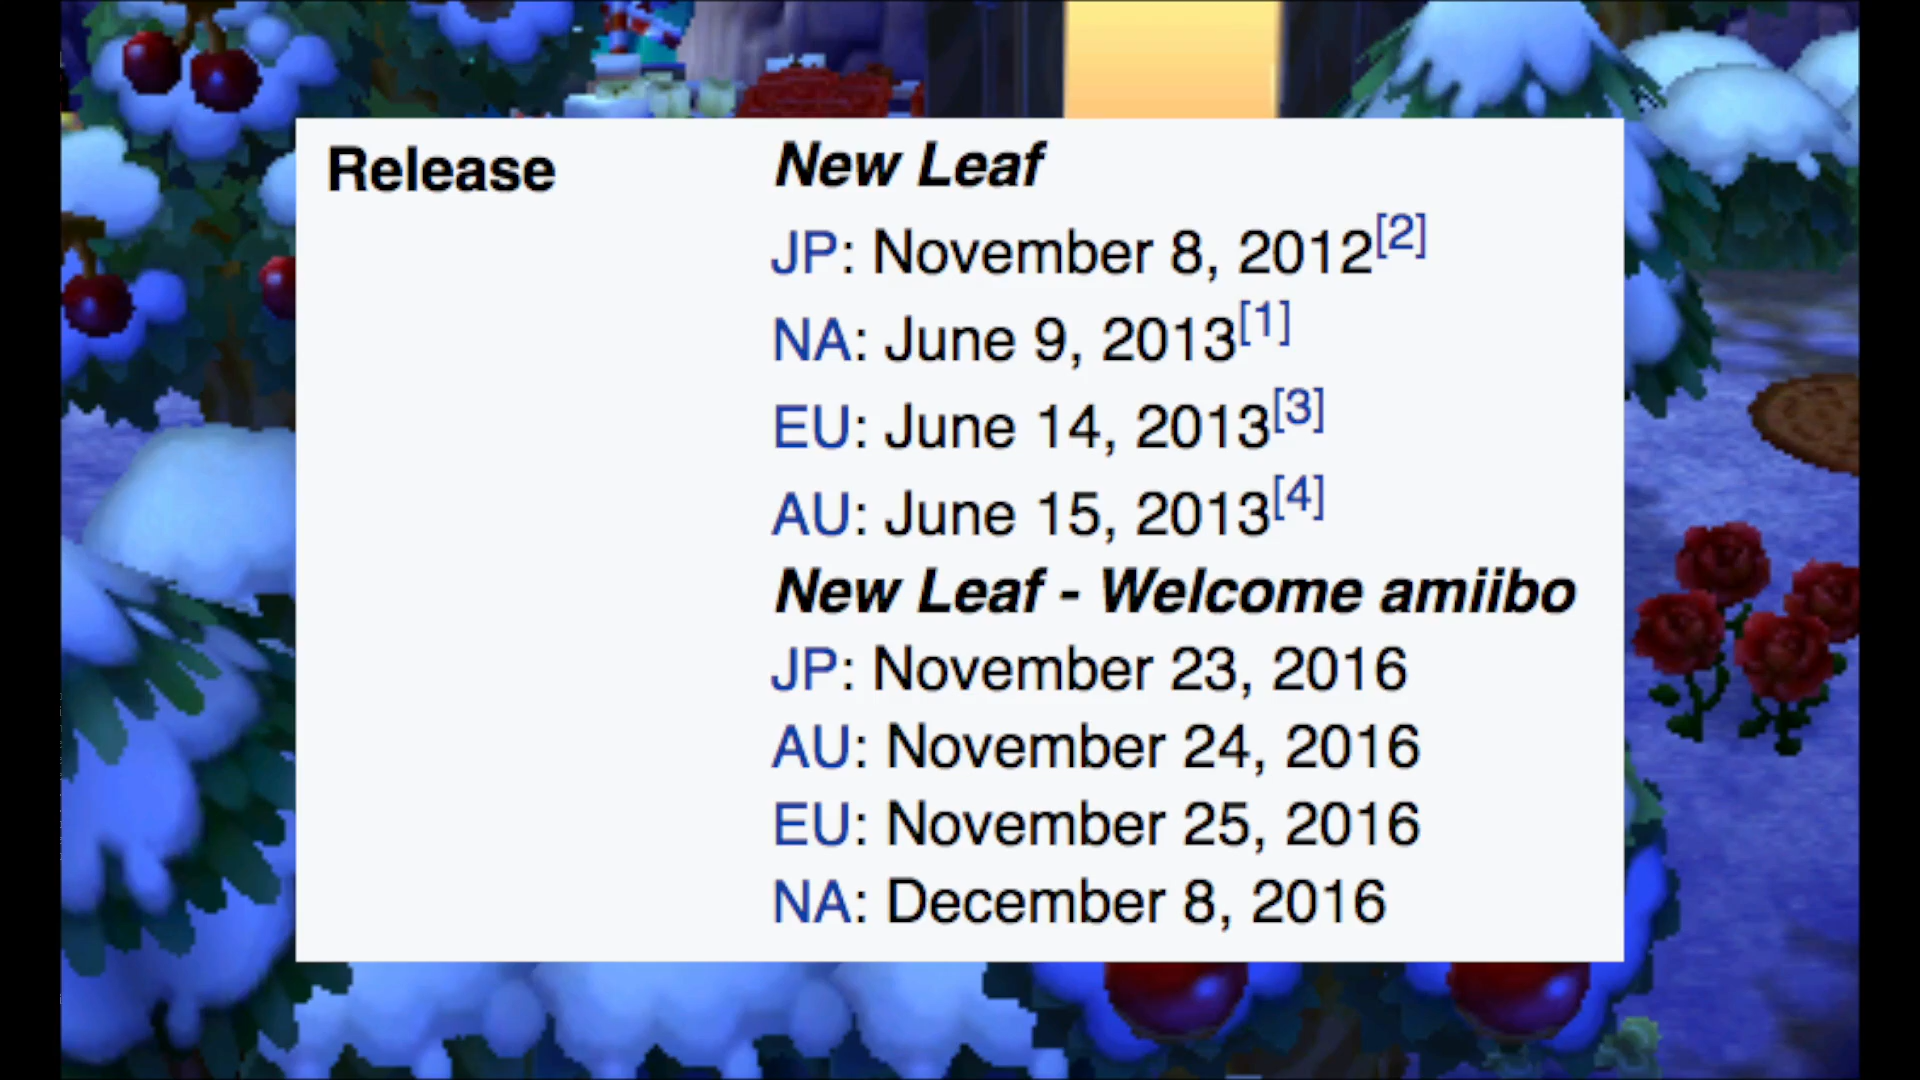 Release
New Leaf
JP: November 8, 2012[2]
NA: June 9, 2013[1]
EU: June 14, 2013[3]
AU: June 15, 2013[4]
New Leaf - Welcome amiibo
JP: November 23, 2016
AU: November 24, 2016
EU: November 25, 2016
NA: December 8, 2016